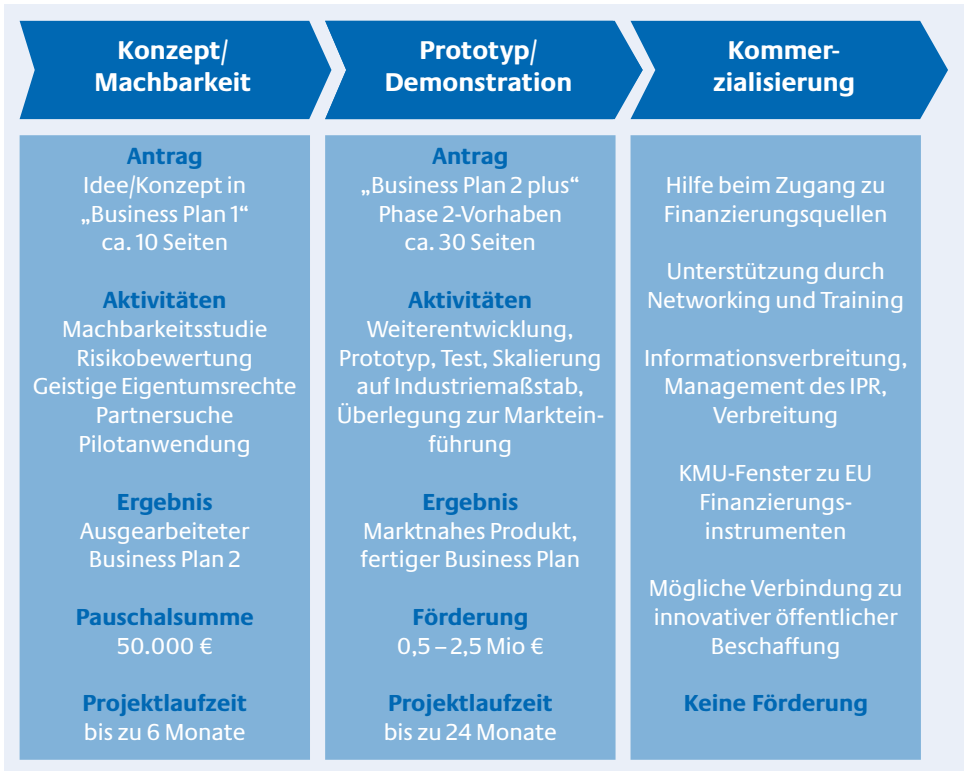 Konzept/
Machbarkeit
Prototyp/
Demonstration
Kommer-
zialisierung
Antrag
Idee/Konzept in
„Business Plan 1“
ca. 10 Seiten
Aktivitäten
Machbarkeitsstudie
Risikobewertung
Geistige Eigentumsrechte
Partnersuche
Pilotanwendung
Ergebnis
Ausgearbeiteter
Business Plan 2
Pauschalsumme
50.000 €
Projektlaufzeit
bis zu 6 Monate
Antrag
„Business Plan 2 plus“
Phase 2-Vorhaben
ca. 30 Seiten
Aktivitäten
Weiterentwicklung,
Prototyp, Test, Skalierung
auf Industriemaßstab,
Überlegung zur Marktein-
führung
Ergebnis
Marktnahes Produkt,
fertiger Business Plan
Förderung
0,5 – 2,5 Mio €
Projektlaufzeit
bis zu 24 Monate
Hilfe beim Zugang zu
Finanzierungsquellen
Unterstützung durch
Networking und Training
Informationsverbreitung,
Management des IPR,
Verbreitung
KMU-Fenster zu EU
Finanzierungs-
instrumenten
Mögliche Verbindung zu
innovativer öffentlicher
Beschaffung
Keine Förderung